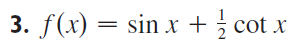 3. f(x) = sin x + ½ cot x